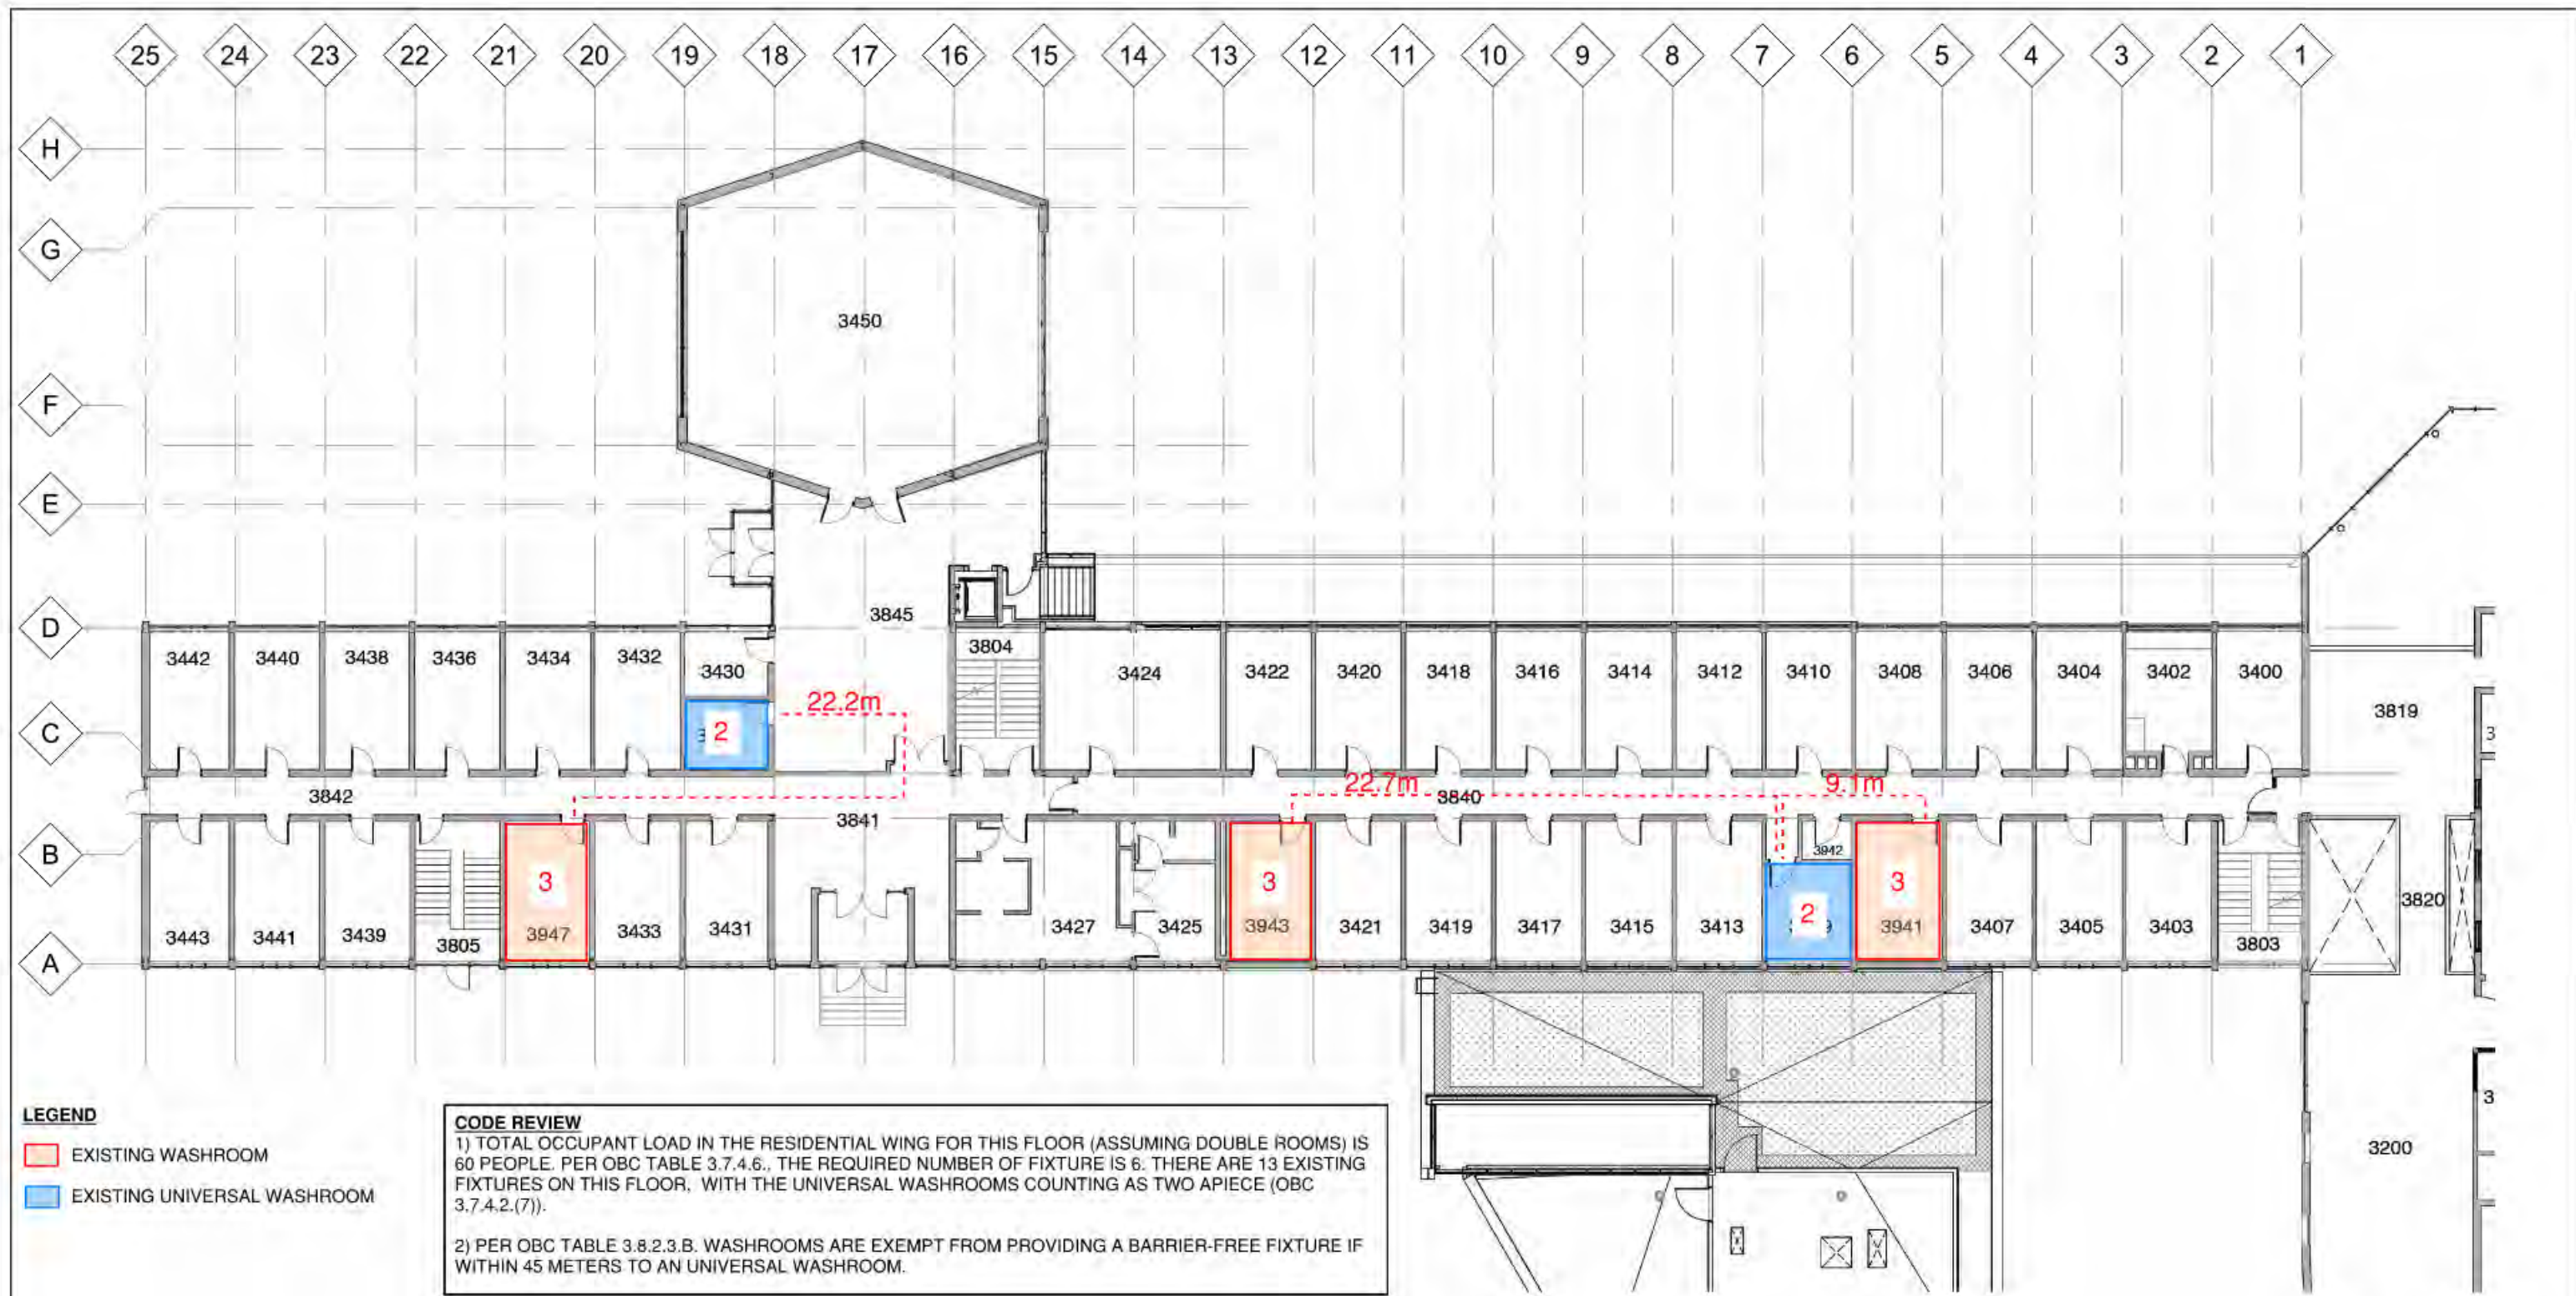 25 24 23 22 21 20 19 18 17 16 15 14 13 12 11 10 9 8 7 6 5 4 3 2 1
H
G
3450
F
E
3845
D
3804
3442 3440 3438 3436 3434 3432 3430 3424 3422 3420 3418 3416 3414 3412 3410 3408 3406 3404 3402 3400
22.2m
C
2
3819
3
22.7m 9.1m
3842 3840
3841
B
3942
3 3 3
2
3820
3443 3441 3439 3805 3947 3433 3431 3427 3425 3943 3421 3419 3417 3415 3413 3941 3407 3405 3403 3803
A
3
3200
LEGEND
EXISTING WASHROOM
EXISTING UNIVERSAL WASHROOM
CODE REVIEW
1) TOTAL OCCUPANT LOAD IN THE RESIDENTIAL WING FOR THIS FLOOR (ASSUMING DOUBLE ROOMS) IS
60 PEOPLE. PER OBC TABLE 3.7.4.6., THE REQUIRED NUMBER OF FIXTURE IS 6. THERE ARE 13 EXISTING
FIXTURES ON THIS FLOOR, WITH THE UNIVERSAL WASHROOMS COUNTING AS TWO APIECE (OBC
3.7.4.2.(7)).
2) PER OBC TABLE 3.8.2.3.B. WASHROOMS ARE EXEMPT FROM PROVIDING A BARRIER-FREE FIXTURE IF
WITHIN 45 METERS TO AN UNIVERSAL WASHROOM.